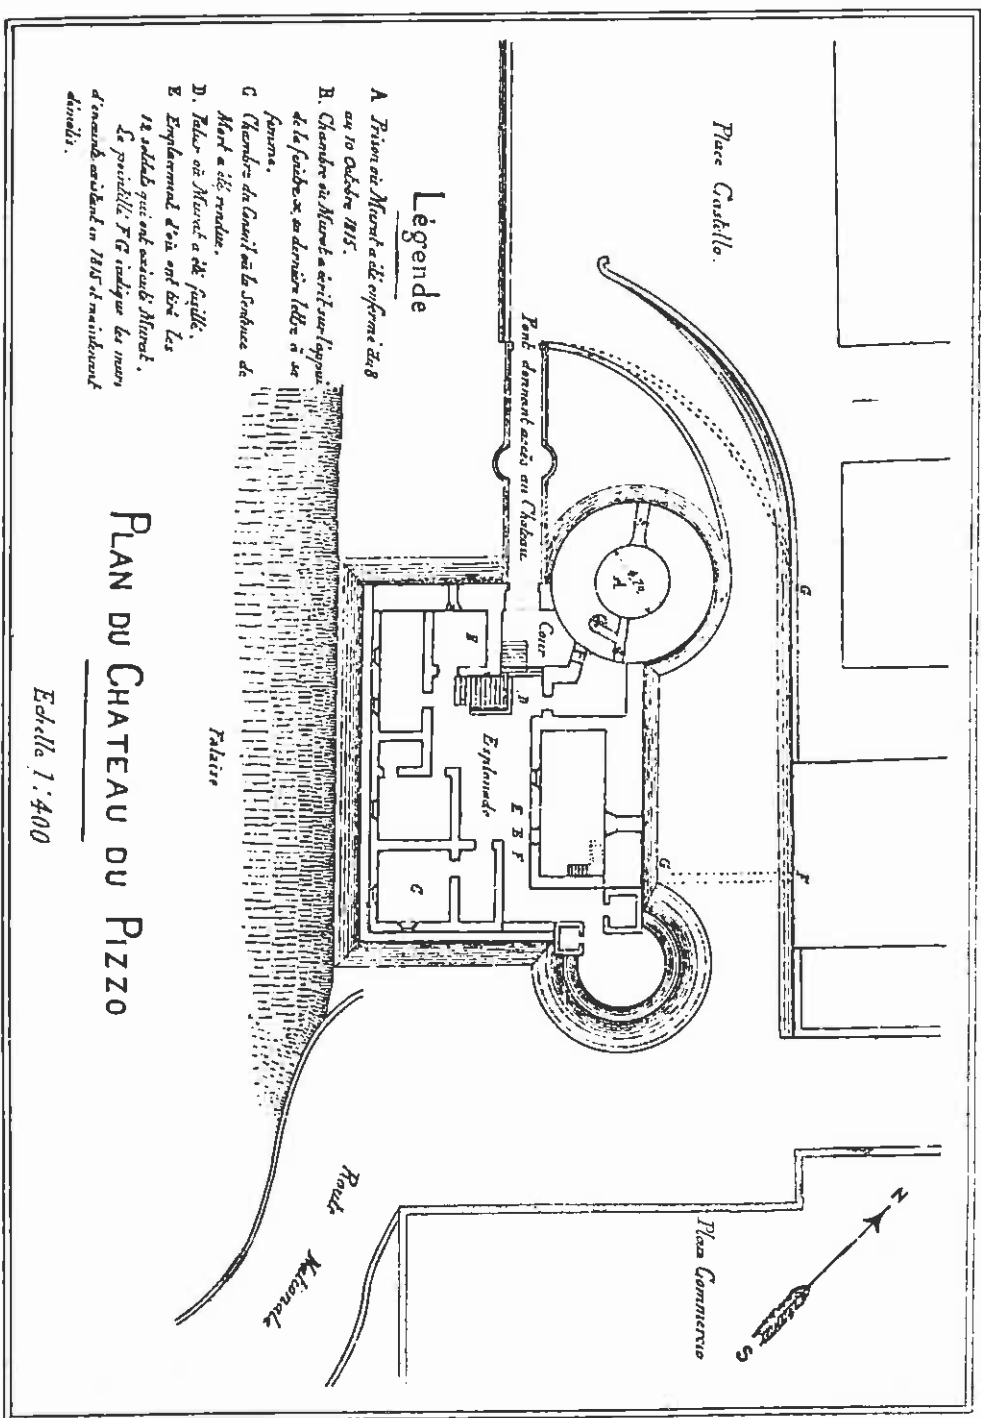 Place Castello.
Pont donnant accès au Chateau
G
A
4,70
Cour
B
D
Esplanade
E E F
G
F
C
Falaise
Route Nationale
Plan Commercio
N
S
Légende
A Prison où Murat a été enfermé du 8
au 10 Octobre 1815.
B. Chambre où Murat a écrit sur l'appui
de la fenêtre x, sa dernière lettre à sa
femme.
C Chambre du Conseil où la Sentence de
Mort a été rendue.
D. Palier où Murat a été fusillé.
E Emplacement d'où ont tiré les
12 soldats qui ont exécuté Murat.
Le pointillé F G indique les murs
d'enceinte existant en 1815 et maintenant
démolis.
PLAN DU CHATEAU DU PIZZO
Echelle 1:400